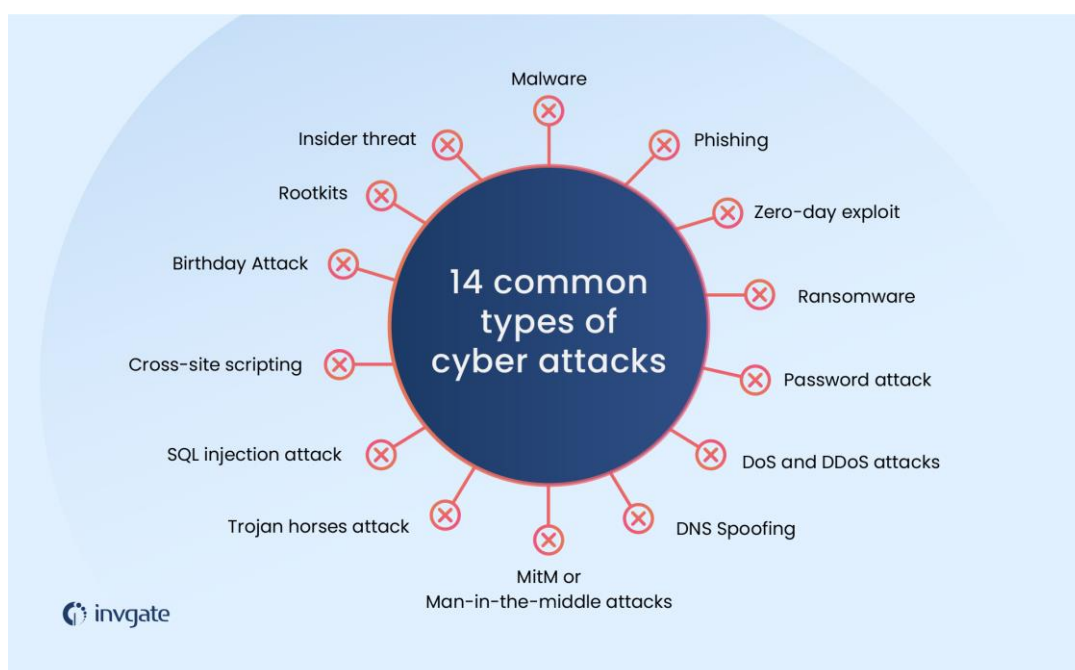 Malware
Phishing
Zero-day exploit
Ransomware
Password attack
DoS and DDoS attacks
DNS Spoofing
MitM or
Man-in-the-middle attacks
Trojan horses attack
SQL injection attack
Cross-site scripting
Birthday Attack
Rootkits
Insider threat
14 common
types of
cyber attacks
invgate